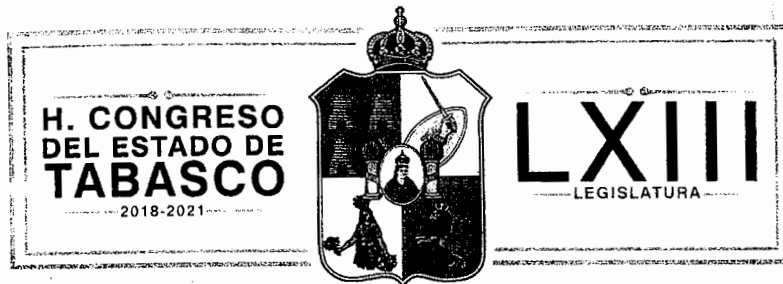 H. CONGRESO
DEL ESTADO DE
TABASCO
2018-2021
LXIII
LEGISLATURA